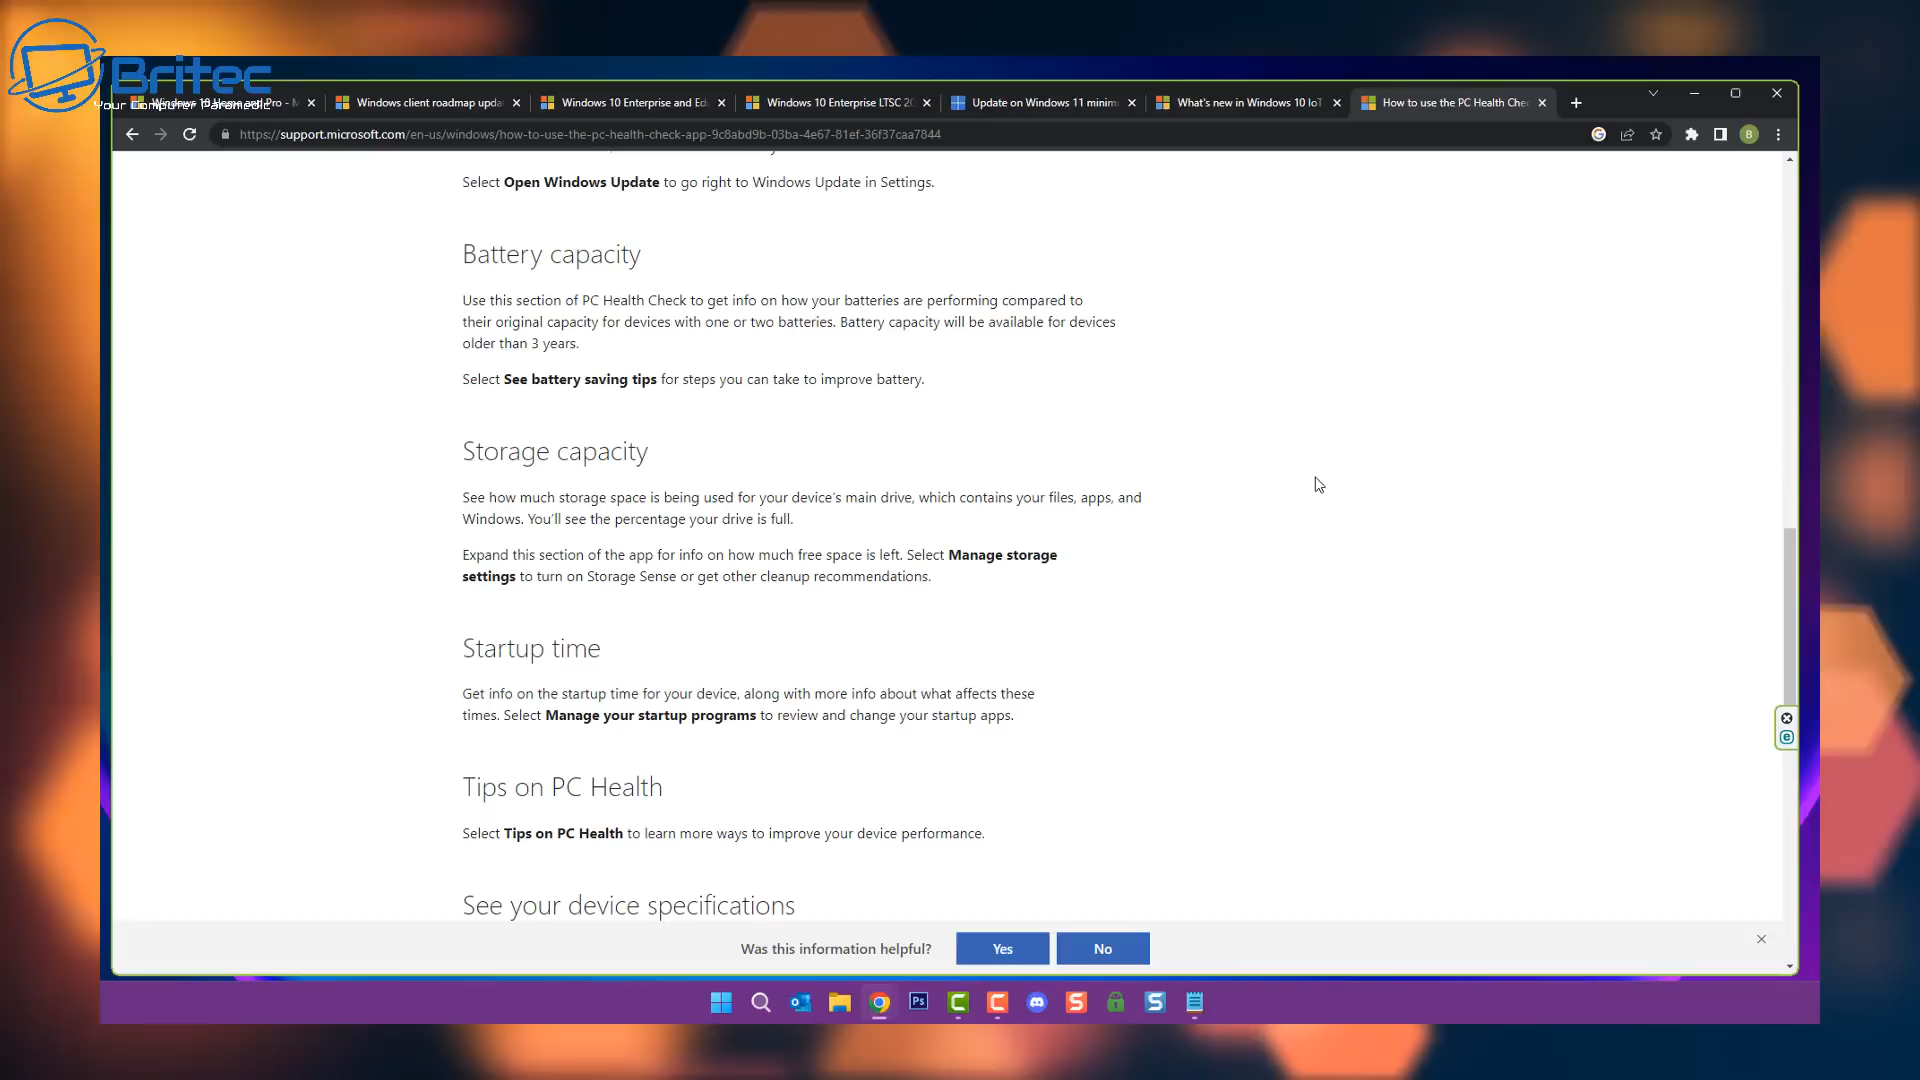 Britec
Your Computer Paramedic
Windows 10 Home and Pro - M
Windows client roadmap upda
Windows 10 Enterprise and Ed
Windows 10 Enterprise LTSC 20
Update on Windows 11 minim
What's new in Windows 10 IoT
How to use the PC Health Chec
https://support.microsoft.com/en-us/windows/how-to-use-the-pc-health-check-app-9c8abd9b-03ba-4e67-81ef-36f37caa7844
B
Select Open Windows Update to go right to Windows Update in Settings.
Battery capacity
Use this section of PC Health Check to get info on how your batteries are performing compared to
their original capacity for devices with one or two batteries. Battery capacity will be available for devices
older than 3 years.
Select See battery saving tips for steps you can take to improve battery.
Storage capacity
See how much storage space is being used for your device's main drive, which contains your files, apps, and
Windows. You'll see the percentage your drive is full.
Expand this section of the app for info on how much free space is left. Select Manage storage
settings to turn on Storage Sense or get other cleanup recommendations.
Startup time
Get info on the startup time for your device, along with more info about what affects these
times. Select Manage your startup programs to review and change your startup apps.
Tips on PC Health
Select Tips on PC Health to learn more ways to improve your device performance.
See your device specifications
Was this information helpful?
Yes
No